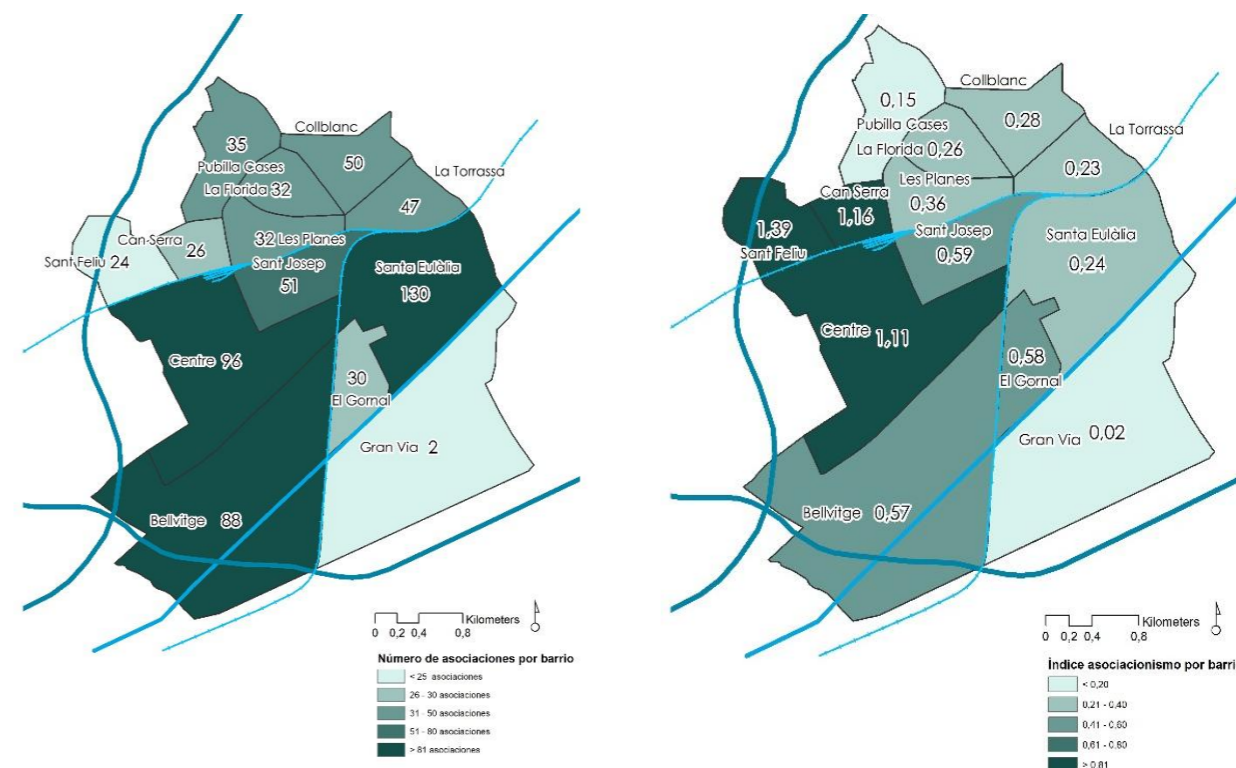 Collblanc
35
50
Pubilla Cases
La Florida 32
La Torrassa
47
Can Serra
26
32 Les Planes
Sant Feliu 24
Sant Josep
51
Santa Eulàlia
130
Centre 96
30
El Gornal
Gran Via 2
Bellvitge 88
Kilometers
0 0,2 0,4 0,8
Número de asociaciones por barrio
< 25 asociaciones
26 - 30 asociaciones
31 - 50 asociaciones
51 - 80 asociaciones
> 81 asociaciones
Collblanc
0,15
0,28
Pubilla Cases
La Florida 0,26
La Torrassa
0,23
Can Serra
1,16
Les Planes
0,36
1,39
Sant Feliu
Sant Josep
0,59
Santa Eulàlia
0,24
Centre 1,11
0,58
El Gornal
Gran Via 0,02
Bellvitge 0,57
Kilometers
0 0,2 0,4 0,8
Índice asociacionismo por barri
< 0,20
0,21 - 0,40
0,41 - 0,60
0,61 - 0,80
> 0,81